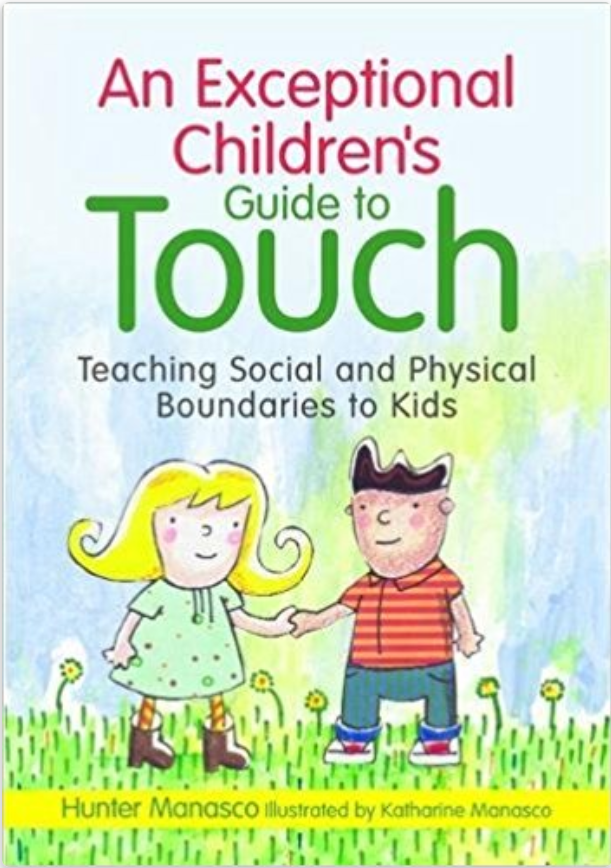 An Exceptional
Children's
Guide to
Touch
Teaching Social and Physical
Boundaries to Kids
Hunter Manasco Illustrated by Katharine Manasco